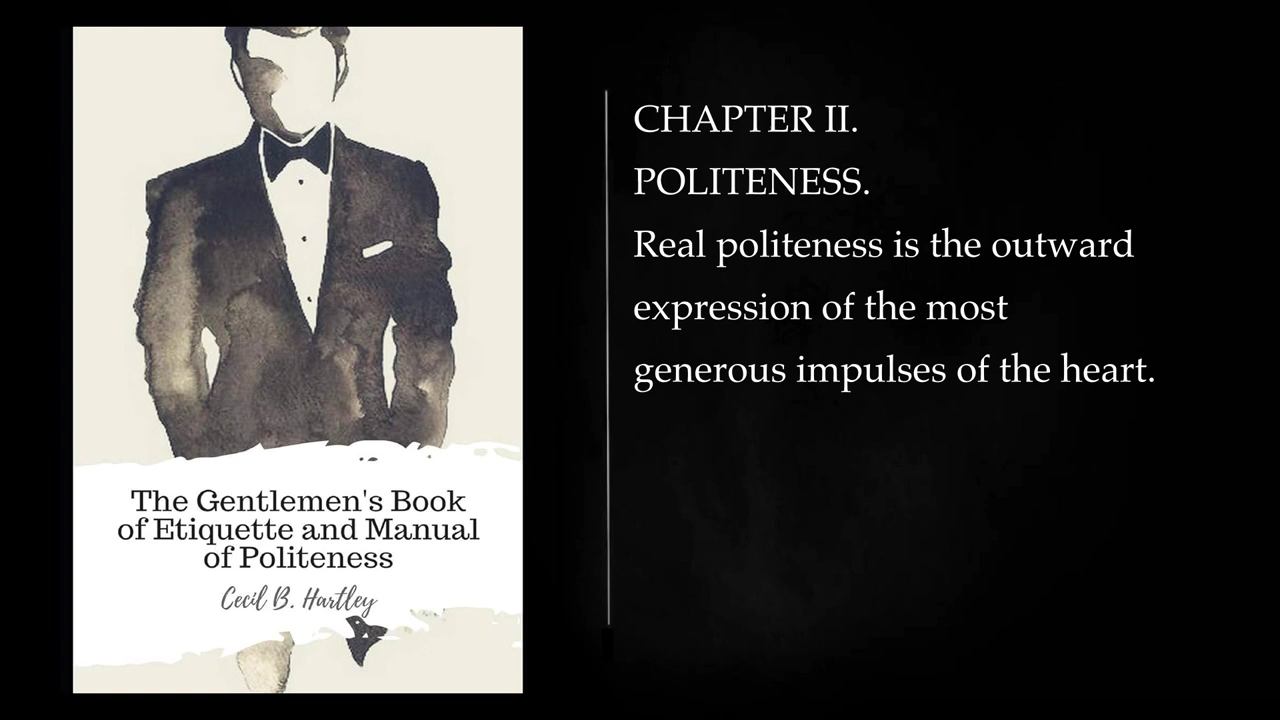 The Gentlemen's Book
of Etiquette and Manual
of Politeness
Cecil B. Hartley
CHAPTER II.
POLITENESS.
Real politeness is the outward
expression of the most
generous impulses of the heart.